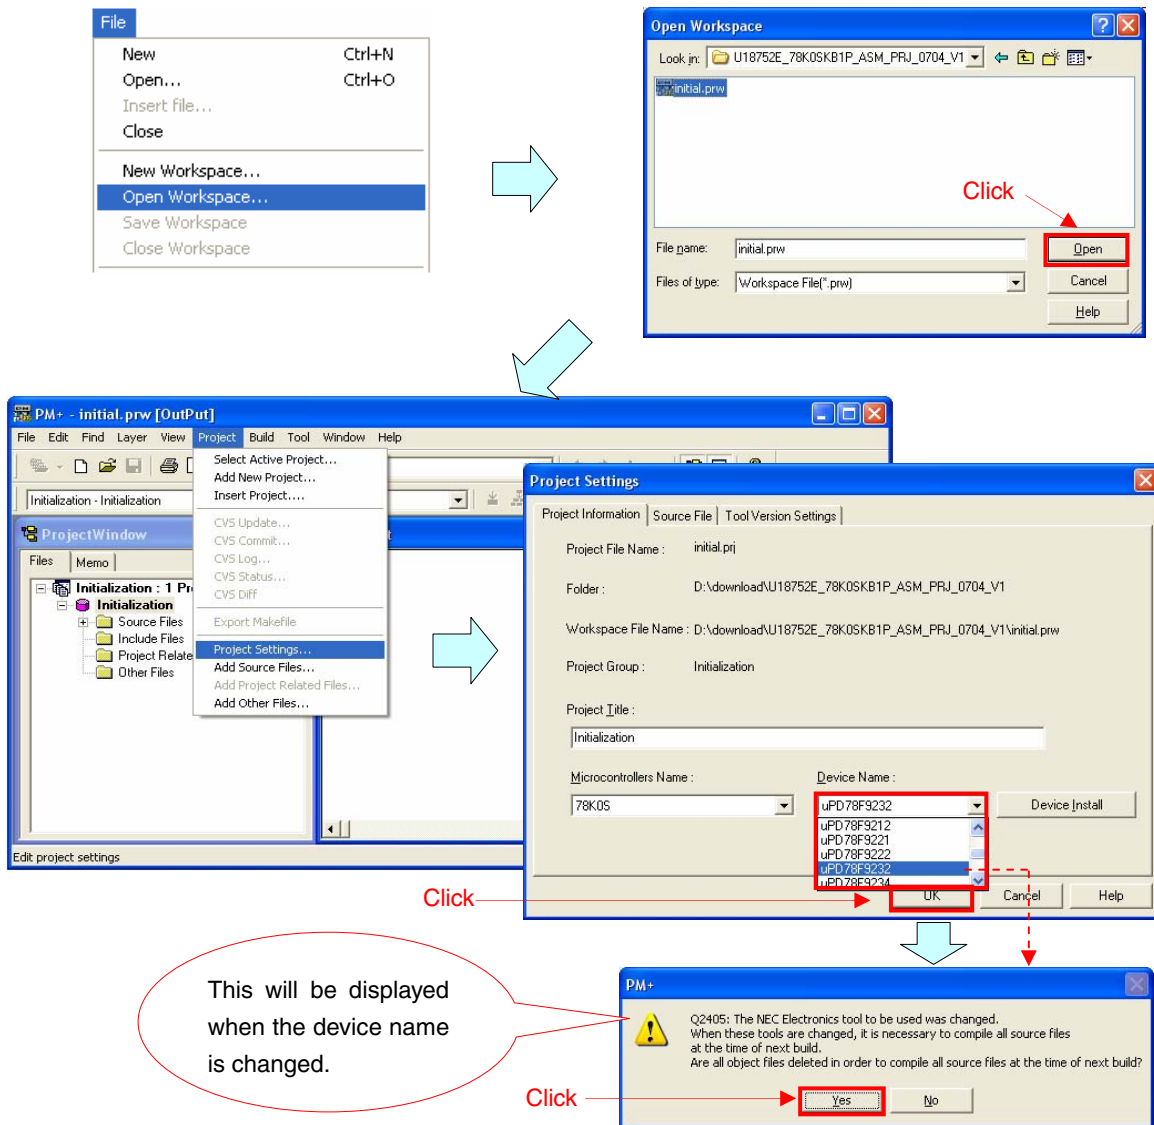 File
New Ctrl+N
Open... Ctrl+O
Insert file...
Close
New Workspace...
Open Workspace...
Save Workspace
Close Workspace
Open Workspace
Look in: U18752E_78K0SKB1P_ASM_PRJ_0704_V1
initial.prw
Click
File name: initial.prw Open
Files of type: Workspace File(*.prw) Cancel
Help
PM+ - initial.prw [OutPut]
File Edit Find Layer View Project Build Tool Window Help
Initialization - Initialization
ProjectWindow
Files Memo
Initialization : 1 Pr
Initialization
Source Files
Include Files
Project Relate
Other Files
Select Active Project...
Add New Project...
Insert Project....
CVS Update...
CVS Commit...
CVS Log...
CVS Status...
CVS Diff
Export Makefile
Project Settings...
Add Source Files...
Add Project Related Files...
Add Other Files...
Edit project settings
Project Settings
Project Information Source File Tool Version Settings
Project File Name : initial.prj
Folder : D:\download\U18752E_78K0SKB1P_ASM_PRJ_0704_V1
Workspace File Name : D:\download\U18752E_78K0SKB1P_ASM_PRJ_0704_V1\initial.prw
Project Group : Initialization
Project Title :
Initialization
Microcontrollers Name : Device Name :
78K0S uPD78F9232 Device Install
uPD78F9212
uPD78F9221
uPD78F9222
uPD78F9232
uPD78F9234
Click
OK Cancel Help
This will be displayed
when the device name
is changed.
PM+
Q2405: The NEC Electronics tool to be used was changed.
When these tools are changed, it is necessary to compile all source files
at the time of next build.
Are all object files deleted in order to compile all source files at the time of next build?
Click
Yes No